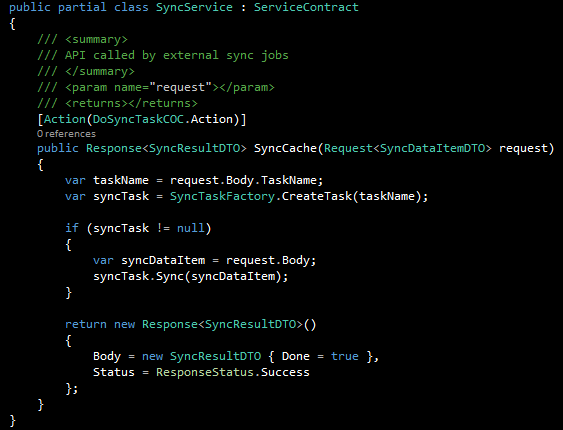 public partial class SyncService : ServiceContract
{
/// <summary>
/// API called by external sync jobs
/// </summary>
/// <param name="request"></param>
/// <returns></returns>
[Action(DoSyncTaskCOC.Action)]
0 references
public Response<SyncResultDTO> SyncCache(Request<SyncDataItemDTO> request)
{
var taskName = request.Body.TaskName;
var syncTask = SyncTaskFactory.CreateTask(taskName);
if (syncTask != null)
{
var syncDataItem = request.Body;
syncTask.Sync(syncDataItem);
}
return new Response<SyncResultDTO>()
{
Body = new SyncResultDTO { Done = true },
Status = ResponseStatus.Success
};
}
}